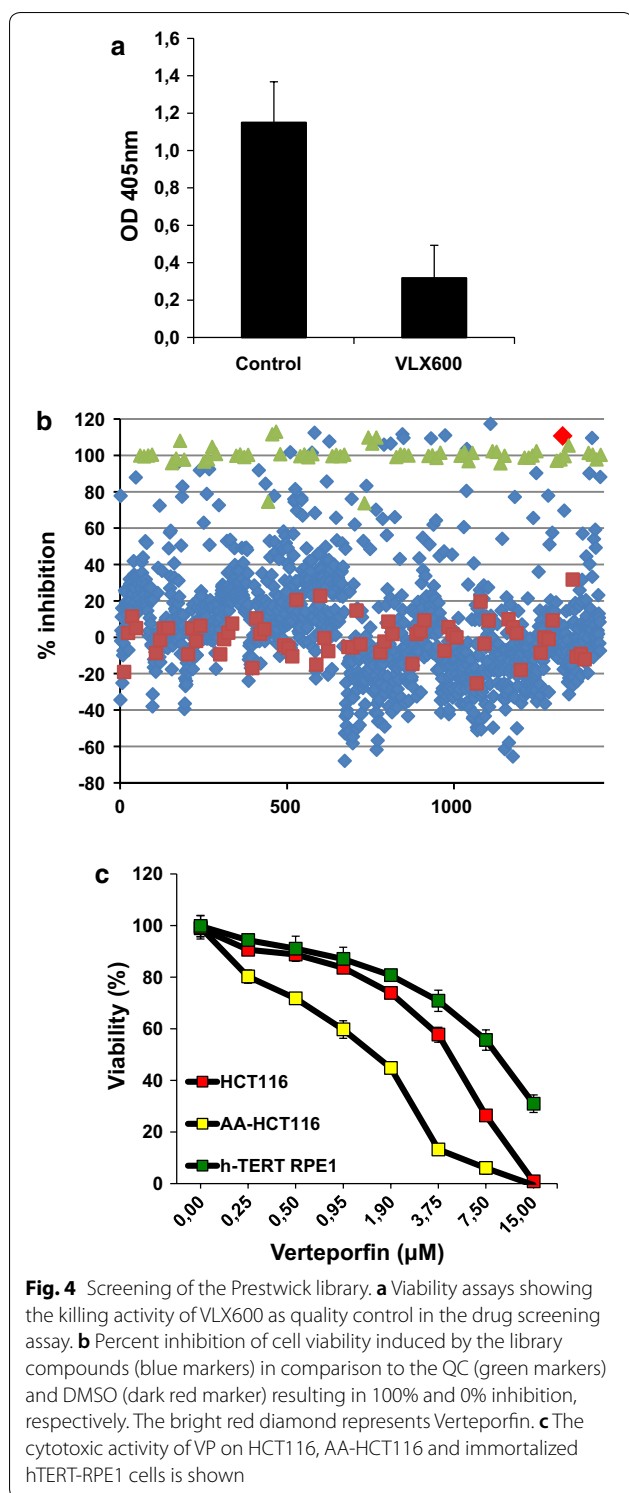 a
1,6
1,4
1,2
1,0
0,8
0,6
0,4
0,2
0,0
OD 405nm
Control VLX600
b
120
100
80
60
40
20
0
-20
-40
-60
-80
% inhibition
0 500 1000
c
120
100
80
60
40
20
0
Viability (%)
HCT116
AA-HCT116
h-TERT RPE1
0,00 0,25 0,50 0,95 1,90 3,75 7,50 15,00
Verteporfin (µM)
Fig. 4 Screening of the Prestwick library. a Viability assays showing
the killing activity of VLX600 as quality control in the drug screening
assay. b Percent inhibition of cell viability induced by the library
compounds (blue markers) in comparison to the QC (green markers)
and DMSO (dark red marker) resulting in 100% and 0% inhibition,
respectively. The bright red diamond represents Verteporfin. c The
cytotoxic activity of VP on HCT116, AA-HCT116 and immortalized
hTERT-RPE1 cells is shown